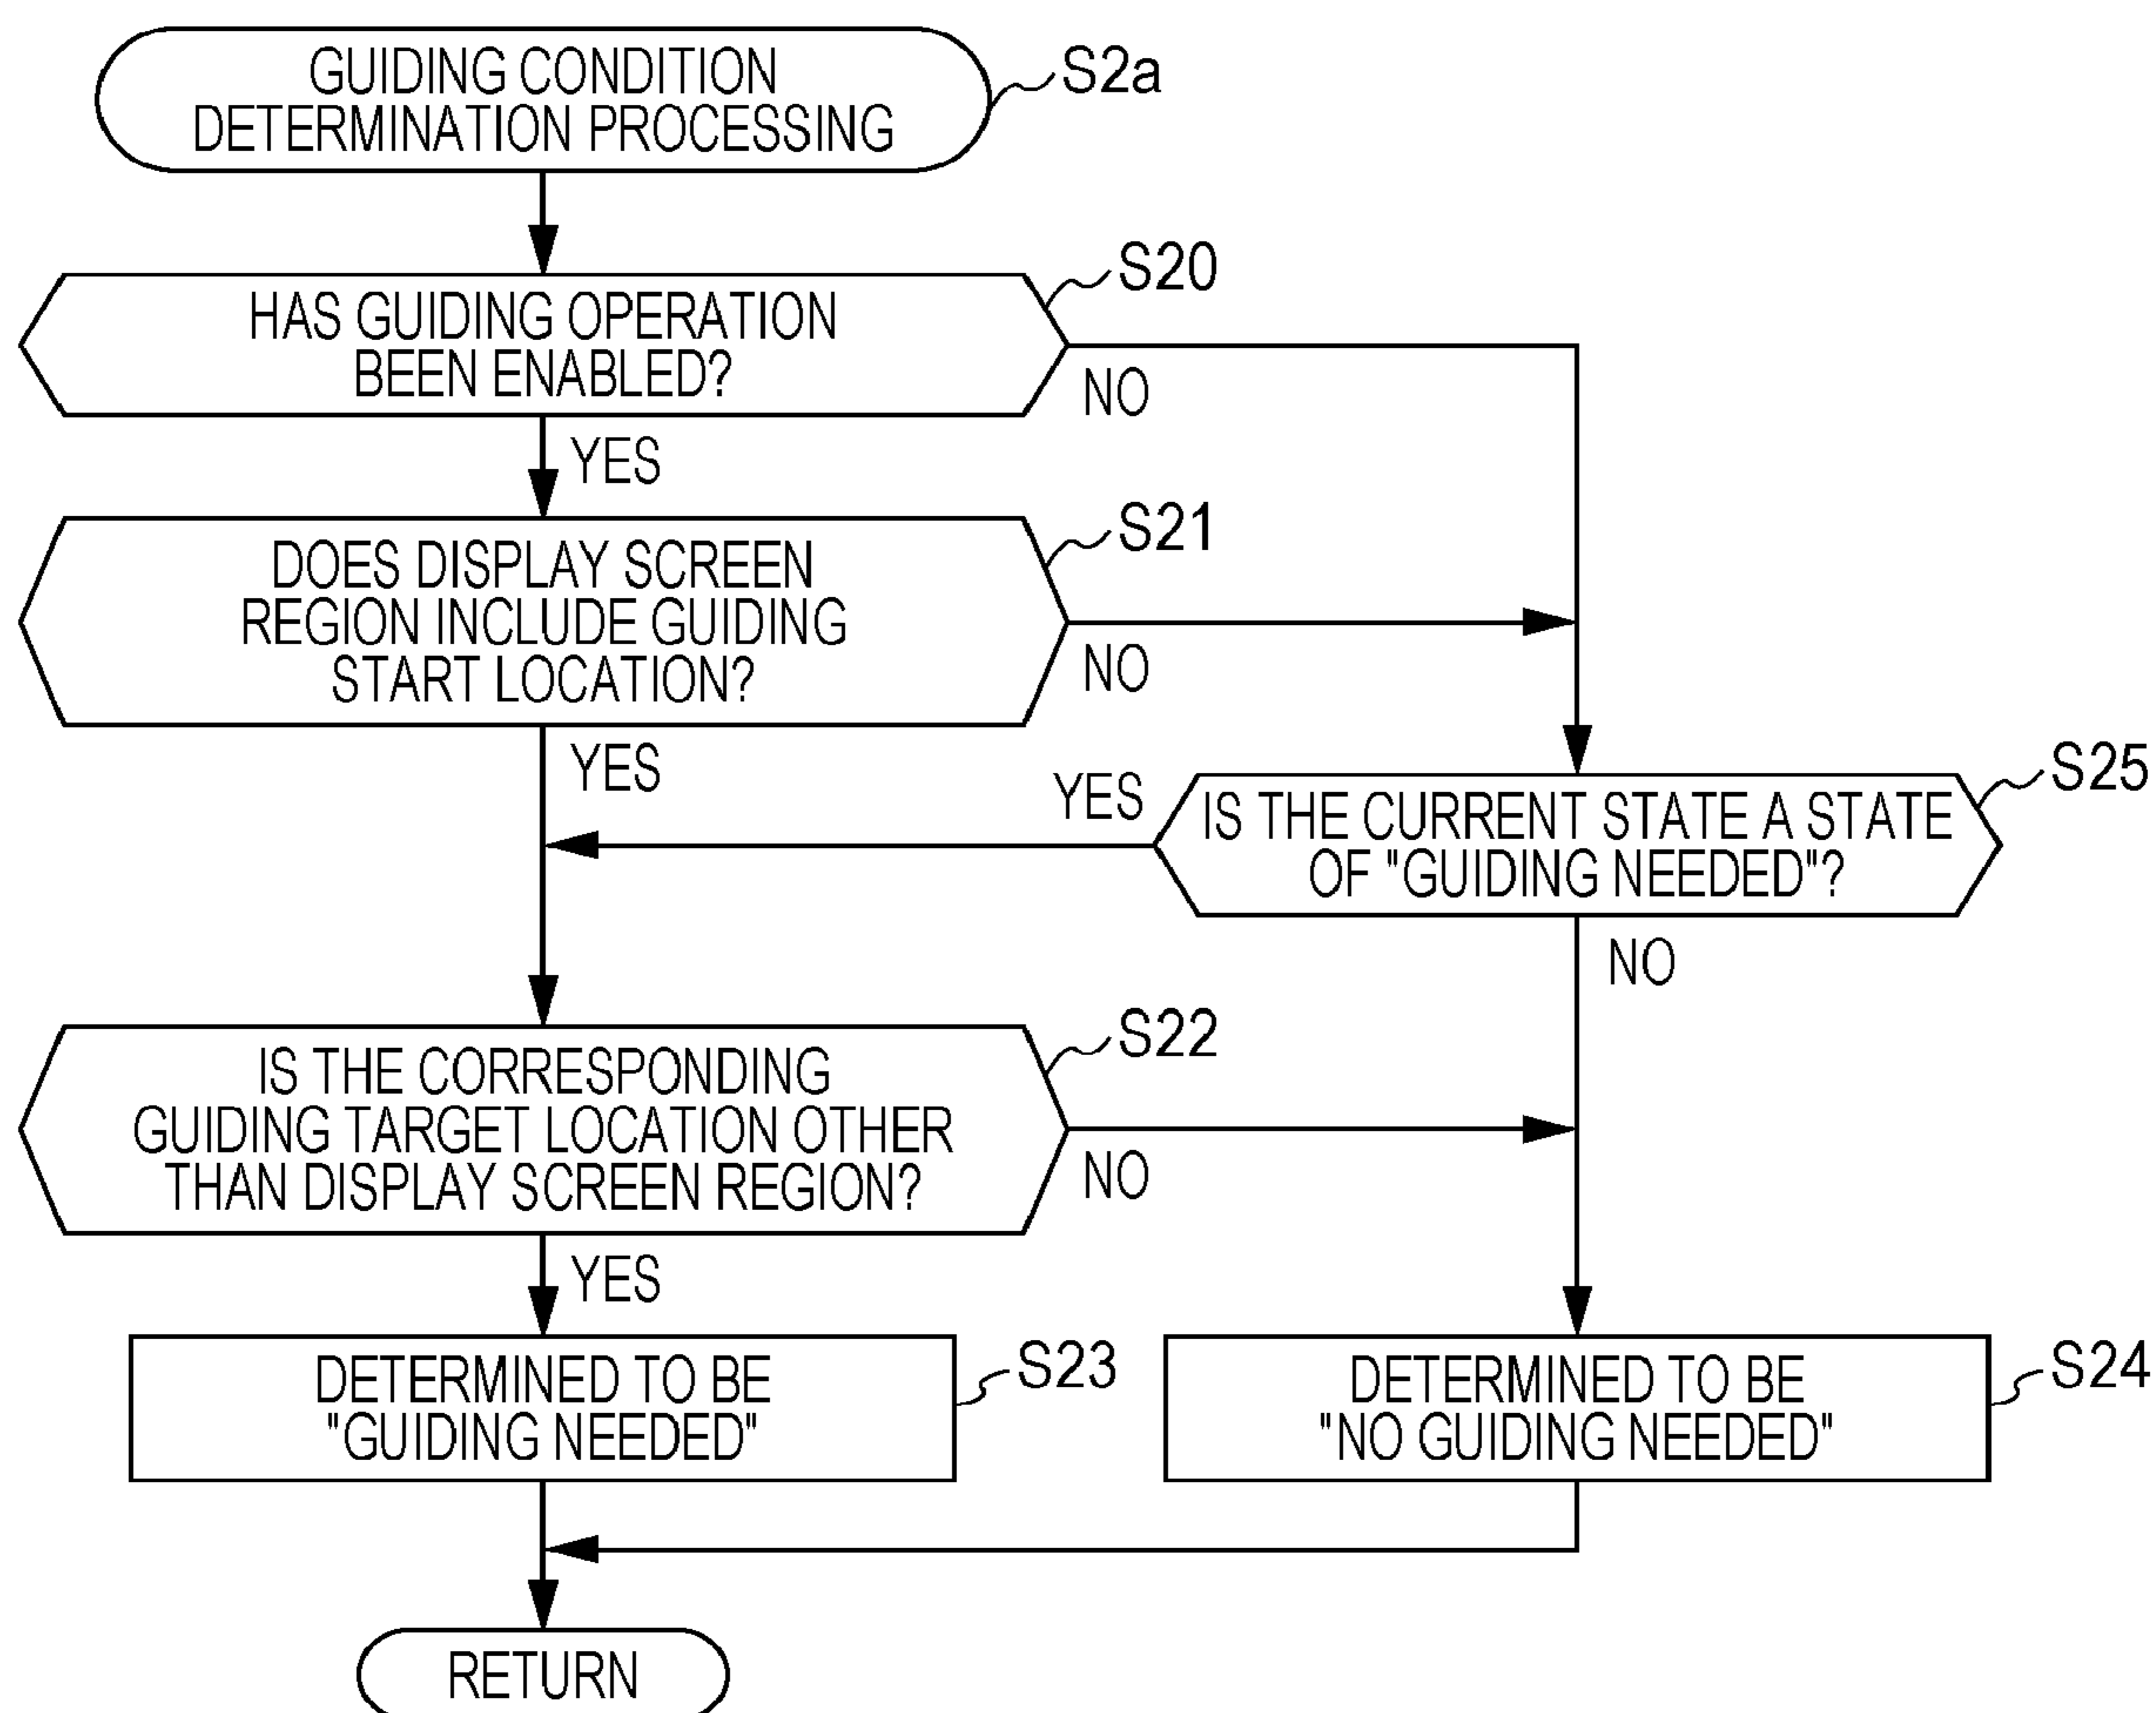 GUIDING CONDITION
DETERMINATION PROCESSING
S2a
HAS GUIDING OPERATION
BEEN ENABLED?
S20
NO
YES
DOES DISPLAY SCREEN
REGION INCLUDE GUIDING
START LOCATION?
S21
NO
YES
YES
IS THE CURRENT STATE A STATE
OF "GUIDING NEEDED"?
S25
NO
IS THE CORRESPONDING
GUIDING TARGET LOCATION OTHER
THAN DISPLAY SCREEN REGION?
S22
NO
YES
DETERMINED TO BE
"GUIDING NEEDED"
S23
DETERMINED TO BE
"NO GUIDING NEEDED"
S24
RETURN